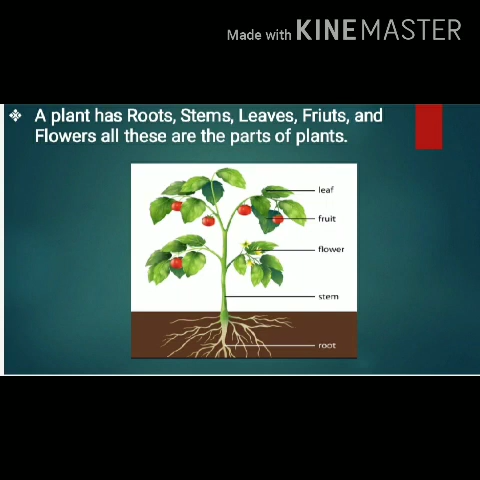 Made with KINEMASTER
❖ A plant has Roots, Stems, Leaves, Friuts, and
Flowers all these are the parts of plants.
leaf
fruit
flower
stem
root